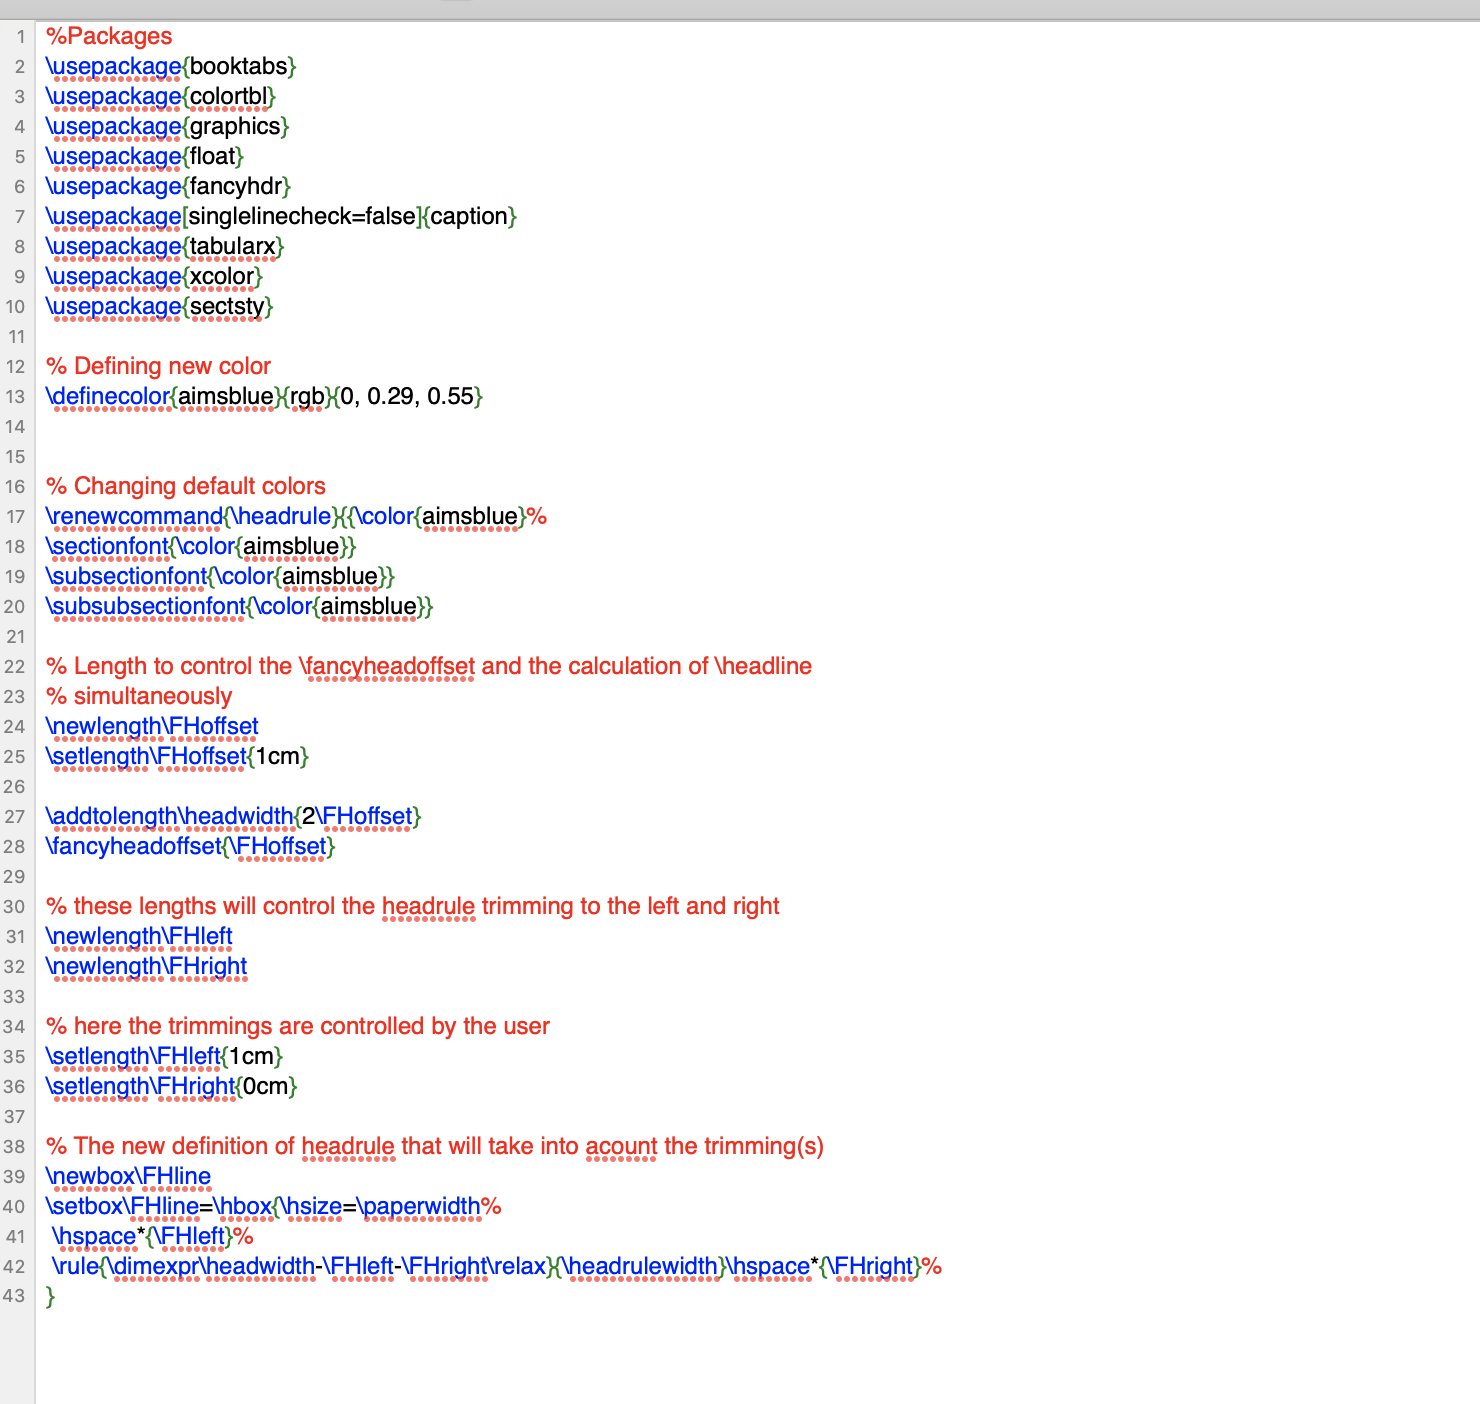 1 %Packages
2 \usepackage{booktabs}
3 \usepackage{colortbl}
4 \usepackage{graphics}
5 \usepackage{float}
6 \usepackage{fancyhdr}
7 \usepackage[singlelinecheck=false]{caption}
8 \usepackage{tabularx}
9 \usepackage{xcolor}
10 \usepackage{sectsty}
11
12 % Defining new color
13 \definecolor{aimsblue}{rgb}{0, 0.29, 0.55}
14
15
16 % Changing default colors
17 \renewcommand{\headrule}{{\color{aimsblue}%
18 \sectionfont{\color{aimsblue}}
19 \subsectionfont{\color{aimsblue}}
20 \subsubsectionfont{\color{aimsblue}}
21
22 % Length to control the \fancyheadoffset and the calculation of \headline
23 % simultaneously
24 \newlength\FHoffset
25 \setlength\FHoffset{1cm}
26
27 \addtolength\headwidth{2\FHoffset}
28 \fancyheadoffset{\FHoffset}
29
30 % these lengths will control the headrule trimming to the left and right
31 \newlength\FHleft
32 \newlength\FHright
33
34 % here the trimmings are controlled by the user
35 \setlength\FHleft{1cm}
36 \setlength\FHright{0cm}
37
38 % The new definition of headrule that will take into acount the trimming(s)
39 \newbox\FHline
40 \setbox\FHline=\hbox{\hsize=\paperwidth%
41 \hspace*{\FHleft}%
42 \rule{\dimexpr\headwidth-\FHleft-\FHright\relax}{\headrulewidth}\hspace*{\FHright}%
43 }